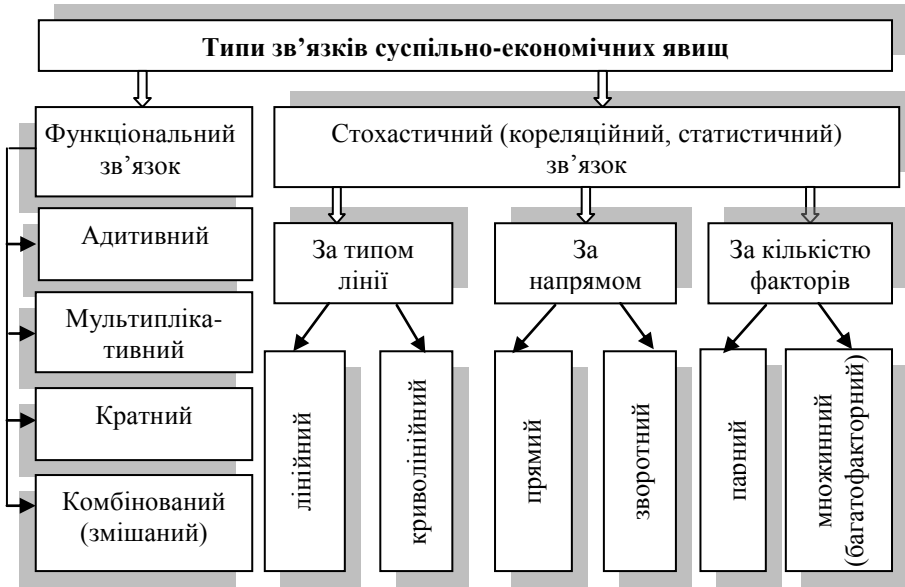 Типи зв’язків суспільно-економічних явищ
Функціональний
зв’язок
Стохастичний (кореляційний, статистичний)
зв’язок
Адитивний
Мультипліка-
тивний
Кратний
Комбінований
(змішаний)
За типом
лінії
За
напрямом
За кількістю
факторів
лінійний
криволінійний
прямий
зворотний
парний
множинний
(багатофакторний)